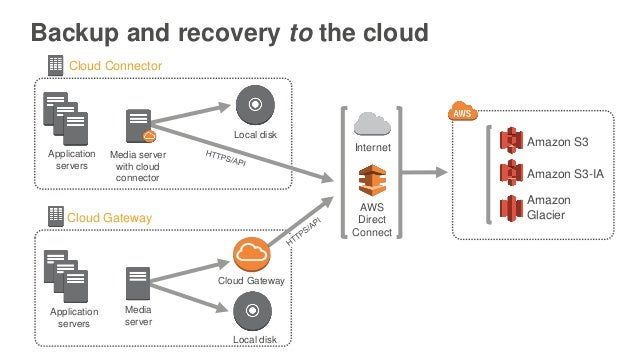 Backup and recovery to the cloud
Cloud Connector
Application
servers
Media server
with cloud
connector
Local disk
HTTPS/API
Internet
AWS
Direct
Connect
AWS
Amazon S3
Amazon S3-IA
Amazon
Glacier
Cloud Gateway
Application
servers
Media
server
Cloud Gateway
HTTPS/API
Local disk